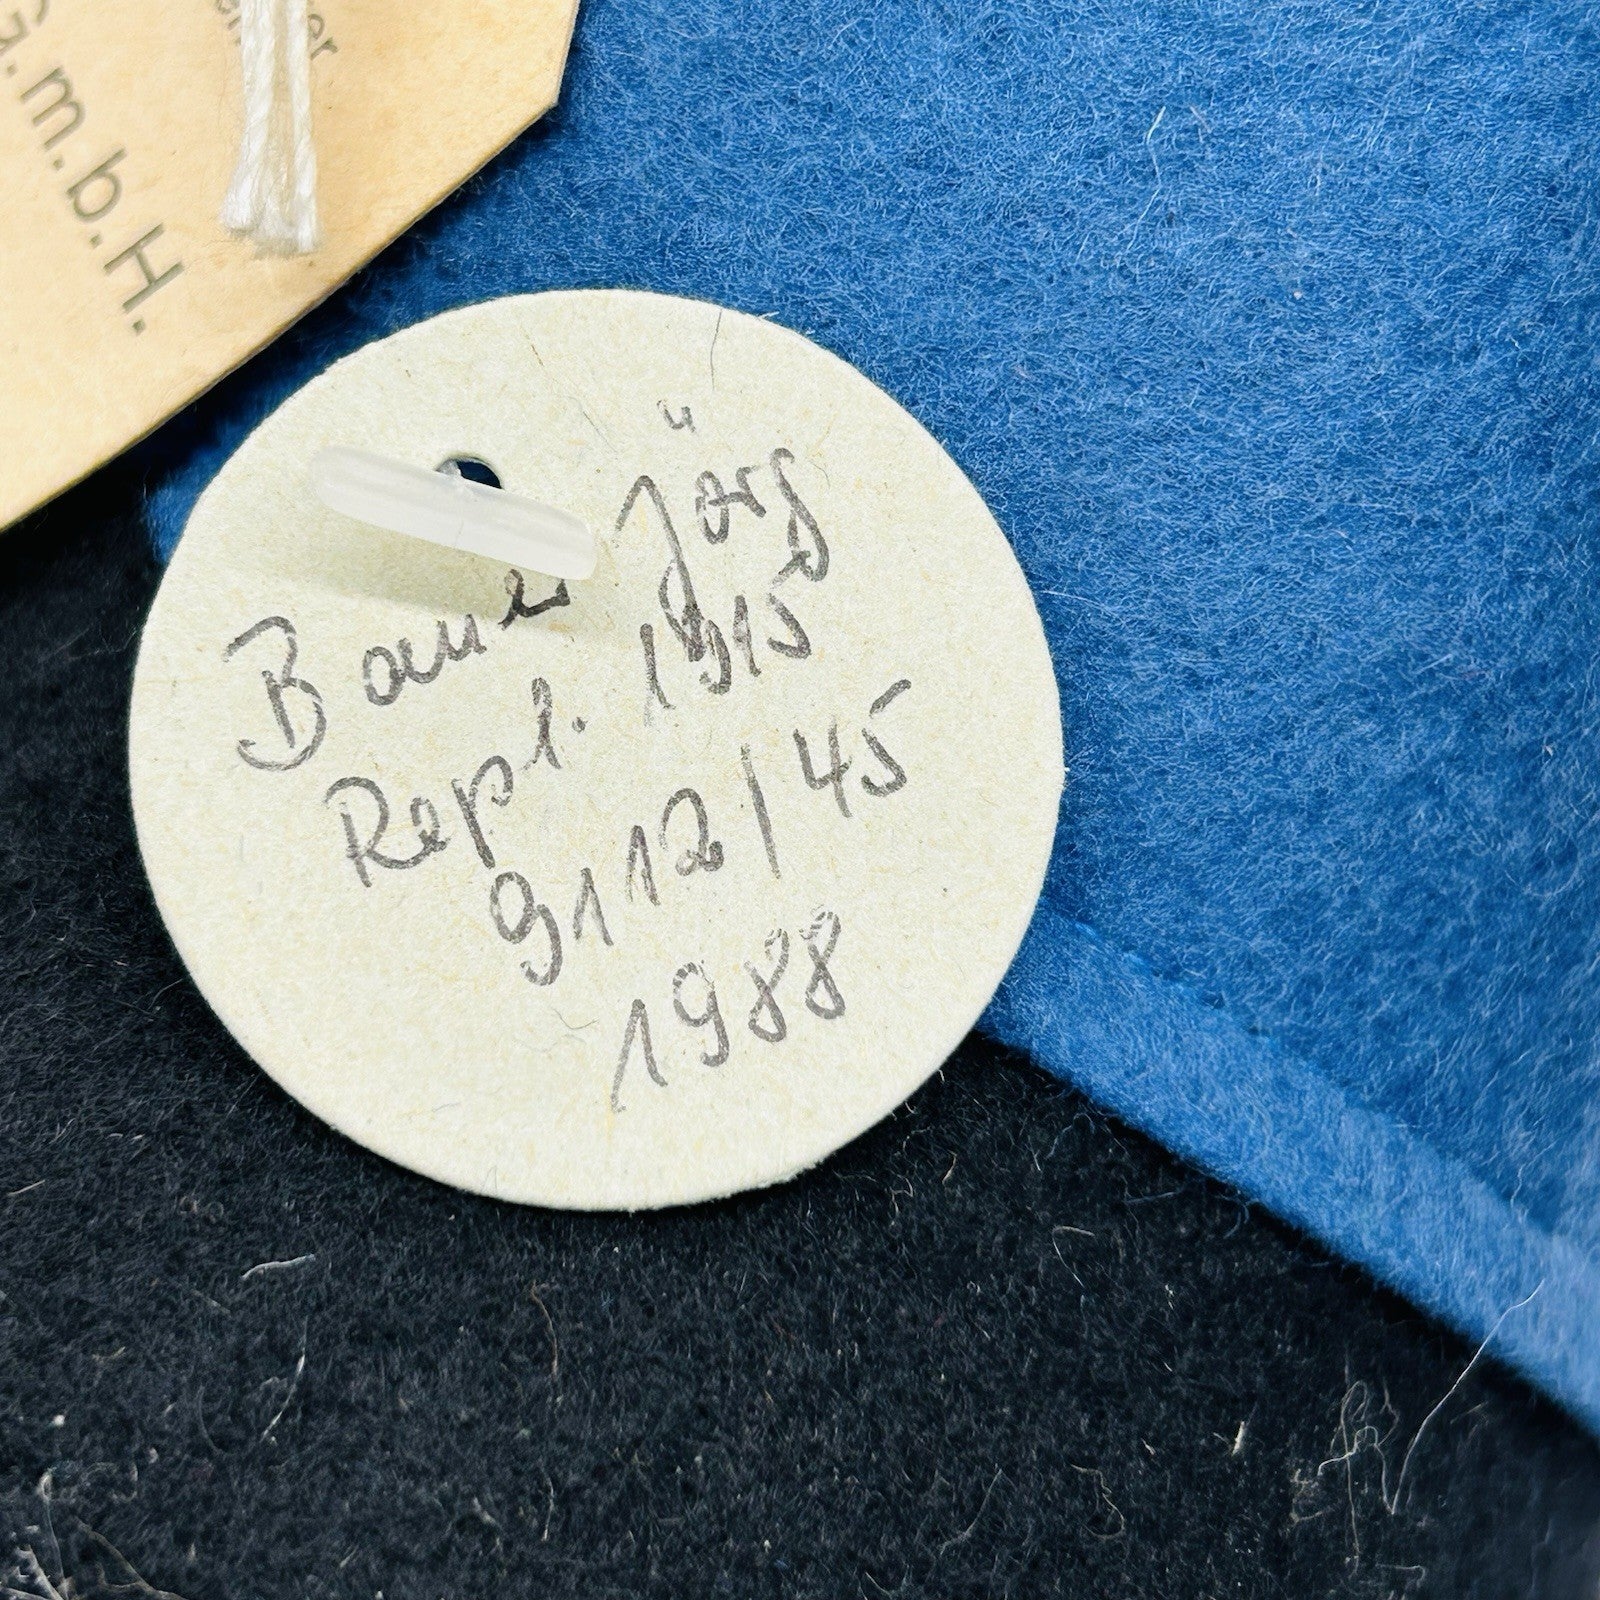 G.m.b.H.
Bauer Jörg
Repl. 1915
9112/45
1988